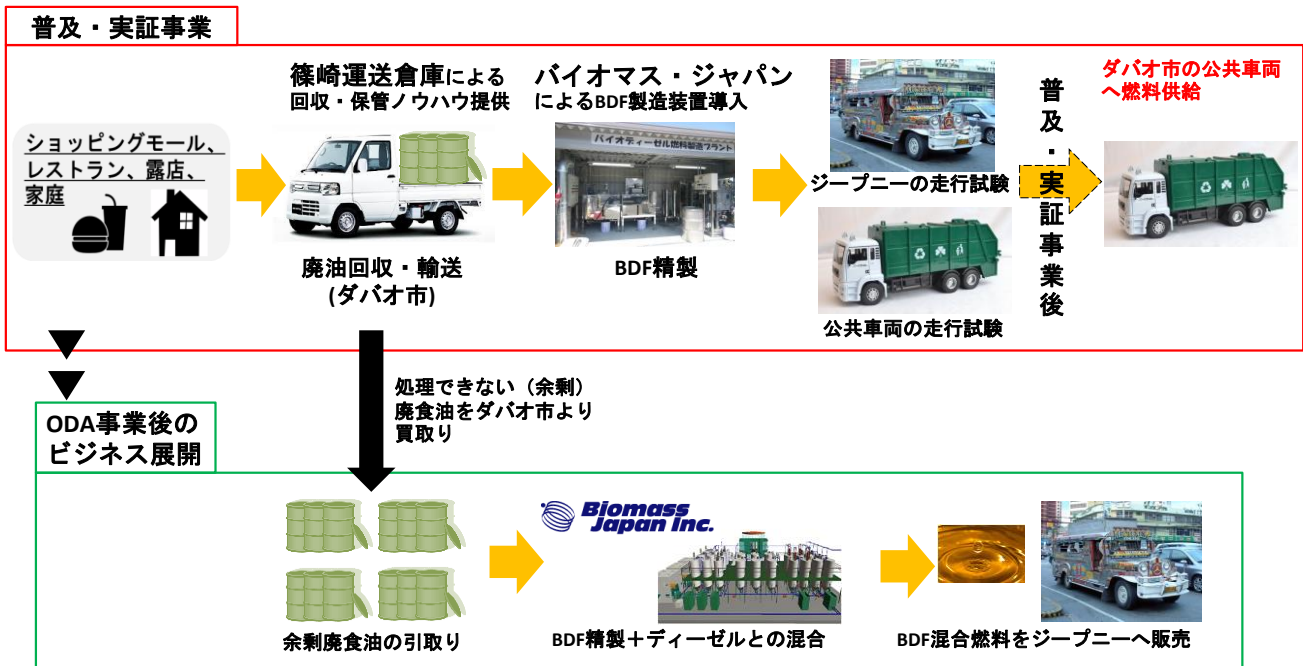 普及・実証事業
ショッピングモール、
レストラン、露店、
家庭
篠崎運送倉庫による
回収・保管ノウハウ提供
廃油回収・輸送
(ダバオ市)
バイオマス・ジャパン
によるBDF製造装置導入
バイオディーゼル燃料製造プラント
BDF精製
ジープニーの走行試験
公共車両の走行試験
普及・実証事業後
ダバオ市の公共車両
へ燃料供給
処理できない（余剰）
廃食油をダバオ市より
買取り
ODA事業後の
ビジネス展開
余剰廃食油の引取り
Biomass
Japan Inc.
BDF精製＋ディーゼルとの混合
BDF混合燃料をジープニーへ販売